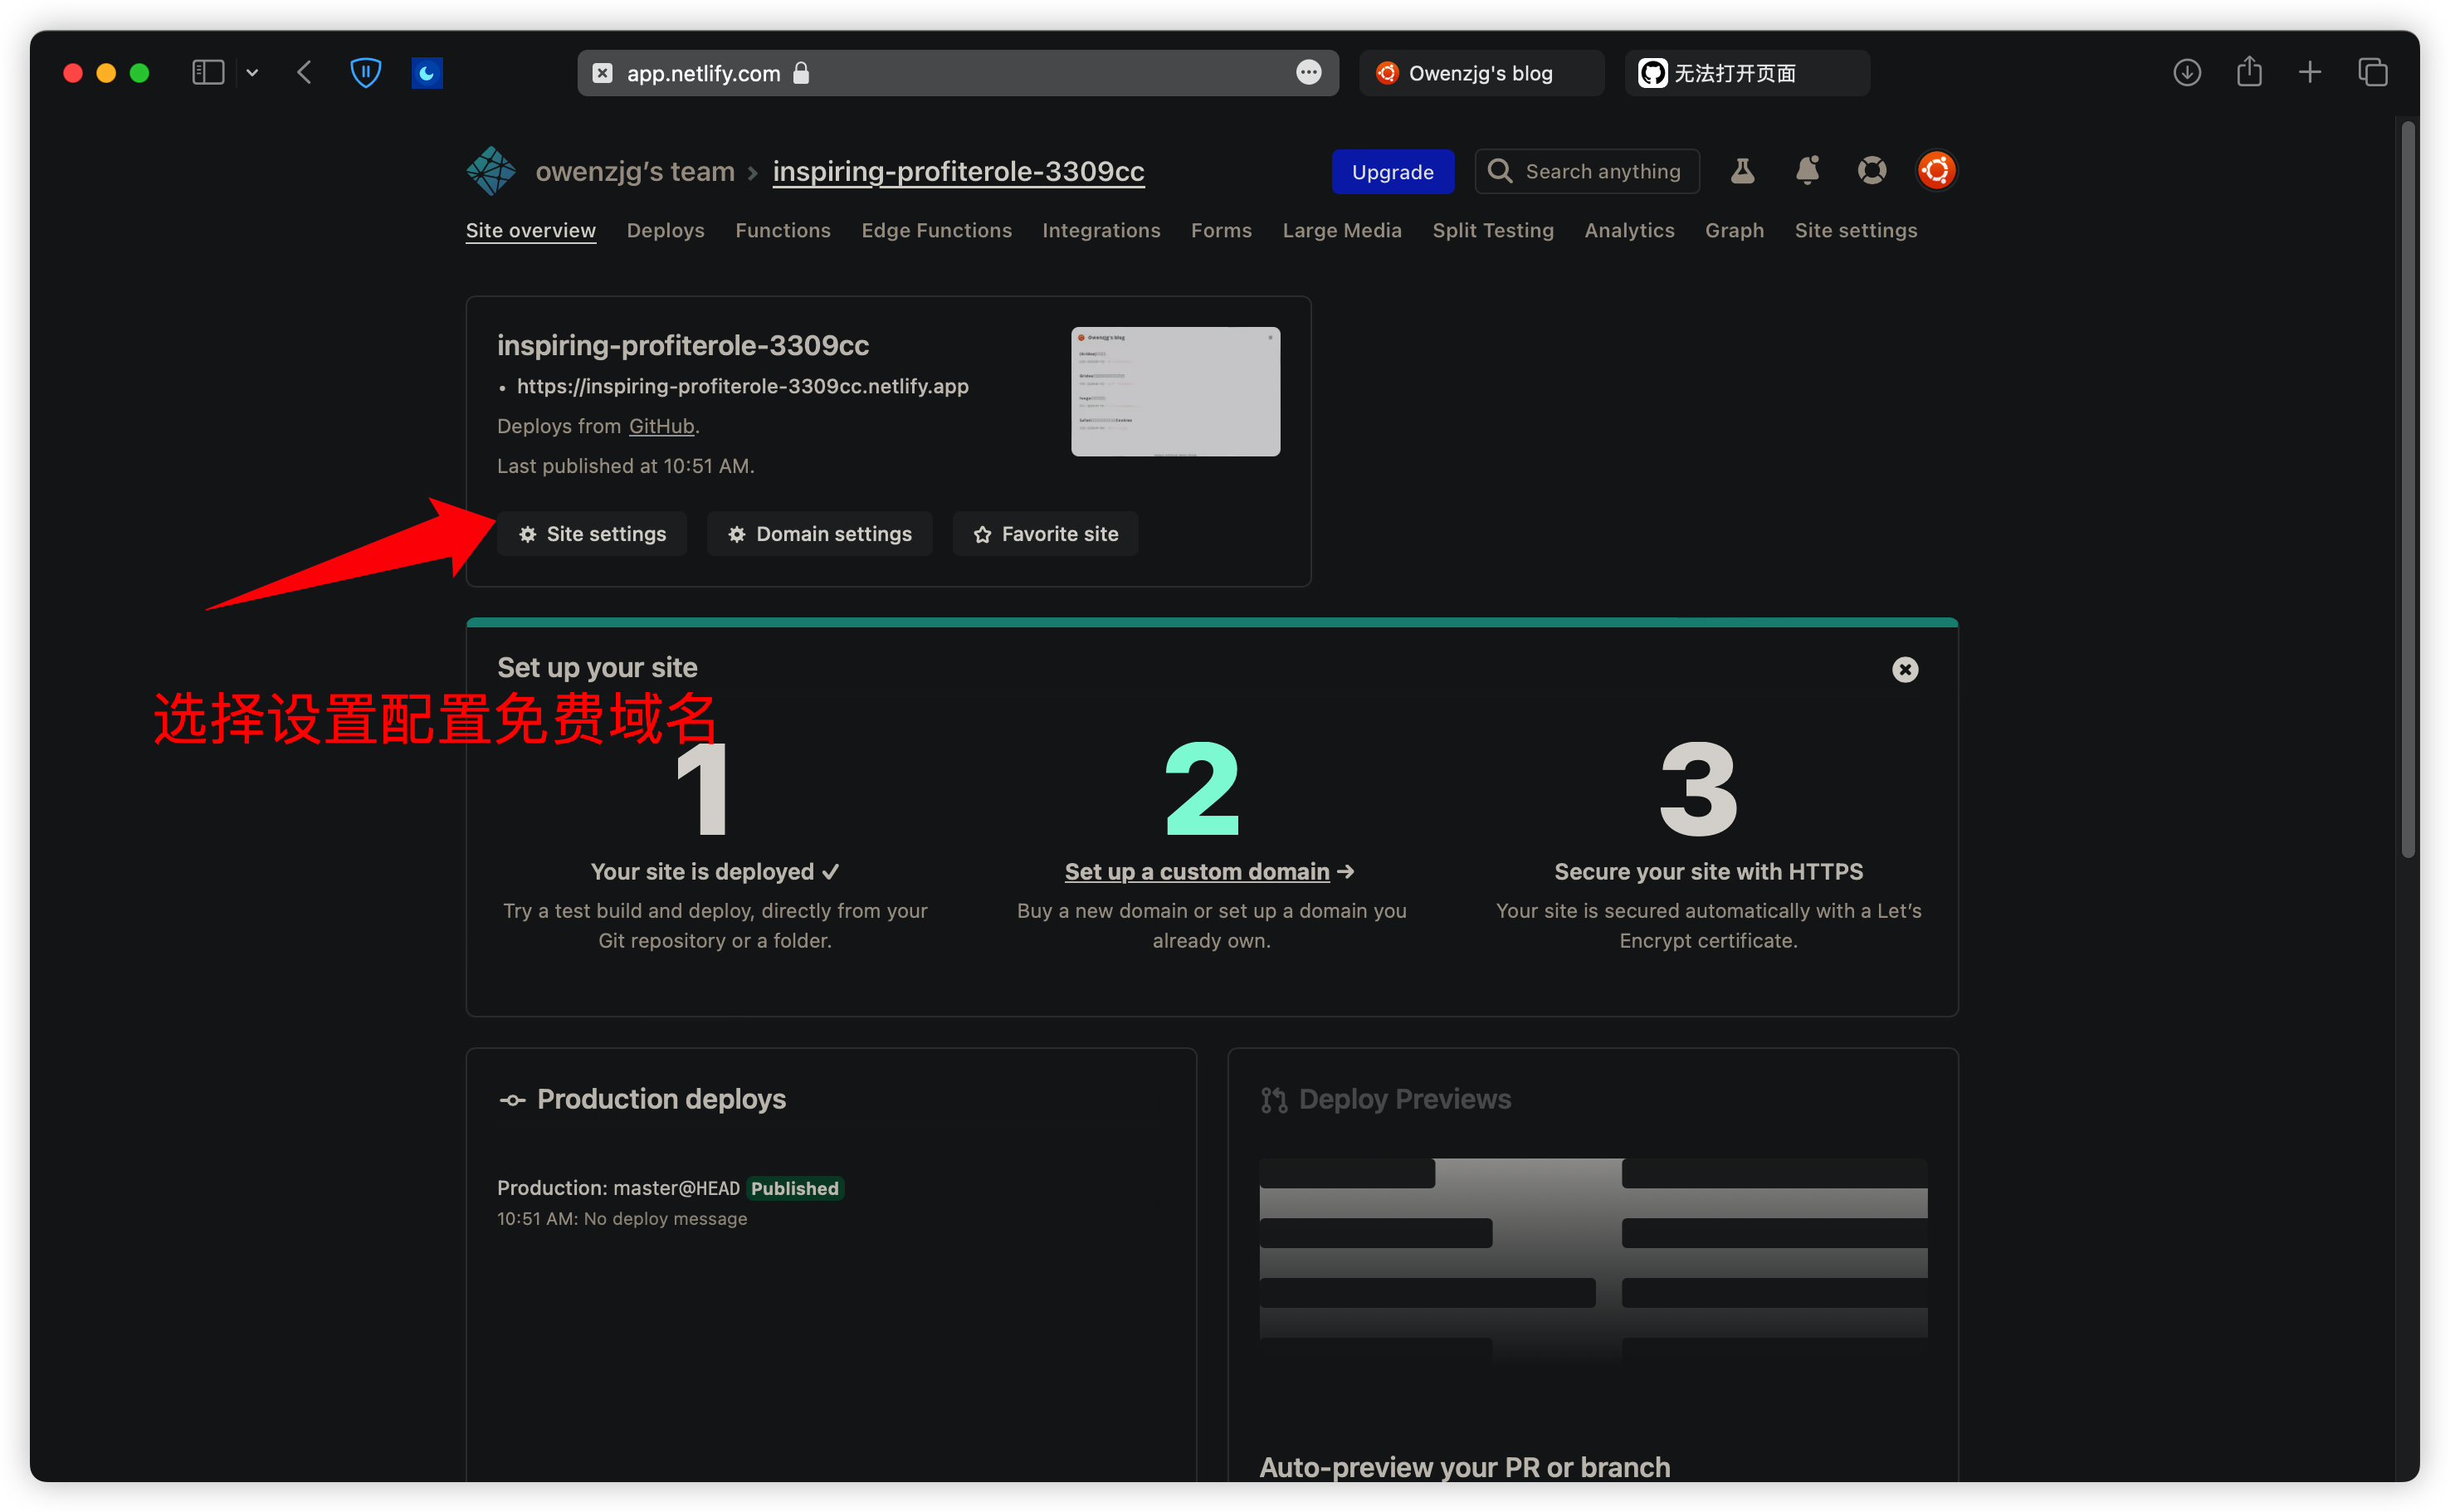 app.netlify.com
Owenzjg's blog
无法打开页面
owenzjg’s team
inspiring-profiterole-3309cc
Upgrade
Search anything
Site overview
Deploys
Functions
Edge Functions
Integrations
Forms
Large Media
Split Testing
Analytics
Graph
Site settings
inspiring-profiterole-3309cc
Owenzjg's blog
• https://inspiring-profiterole-3309cc.netlify.app
Deploys from GitHub.
Last published at 10:51 AM.
Site settings
Domain settings
Favorite site
Set up your site
选择设置配置免费域名
1
2
3
Your site is deployed ✓
Set up a custom domain →
Secure your site with HTTPS
Try a test build and deploy, directly from your
Git repository or a folder.
Buy a new domain or set up a domain you
already own.
Your site is secured automatically with a Let’s
Encrypt certificate.
Production deploys
Deploy Previews
Production: master@HEAD Published
10:51 AM: No deploy message
Auto-preview your PR or branch